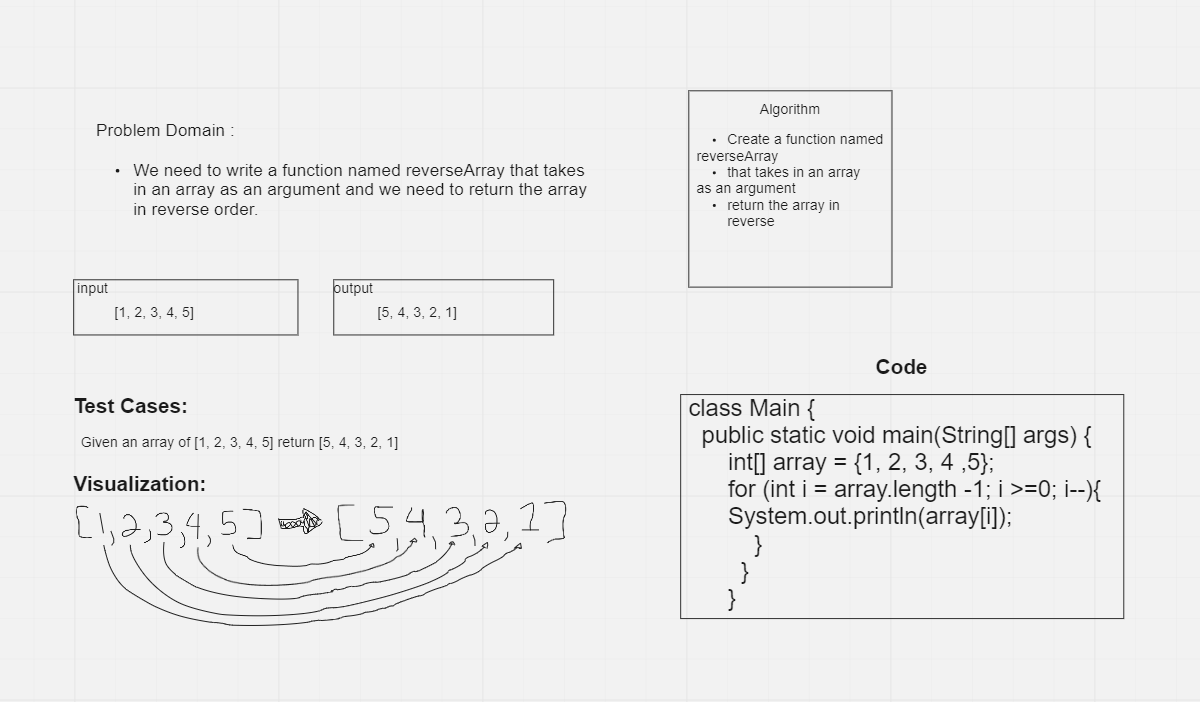 Problem Domain :
• We need to write a function named reverseArray that takes
in an array as an argument and we need to return the array
in reverse order.
input
[1, 2, 3, 4, 5]
output
[5, 4, 3, 2, 1]
Test Cases:
Given an array of [1, 2, 3, 4, 5] return [5, 4, 3, 2, 1]
Visualization:
[1,2,3,4,5] [5,4,3,2,1]
Algorithm
• Create a function named
reverseArray
• that takes in an array
as an argument
• return the array in
reverse
Code
class Main {
public static void main(String[] args) {
int[] array = {1, 2, 3, 4 ,5};
for (int i = array.length -1; i >=0; i--){
System.out.println(array[i]);
}
}
}